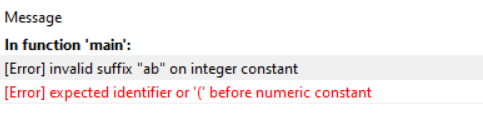 Message
In function 'main':
[Error] invalid suffix "ab" on integer constant
[Error] expected identifier or '(' before numeric constant